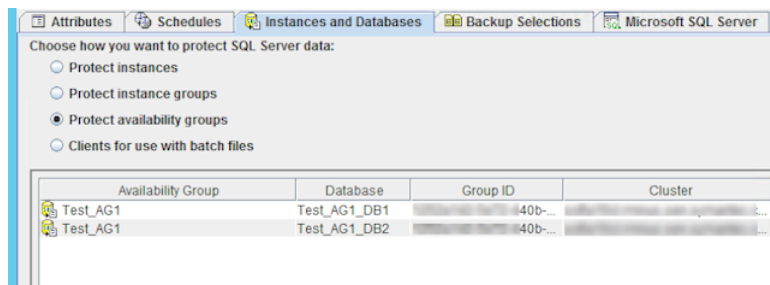 Attributes Schedules Instances and Databases Backup Selections Microsoft SQL Server
Choose how you want to protect SQL Server data:
Protect instances
Protect instance groups
Protect availability groups
Clients for use with batch files
Availability Group Database Group ID Cluster
Test_AG1 Test_AG1_DB1 40b-...
Test_AG1 Test_AG1_DB2 40b-...